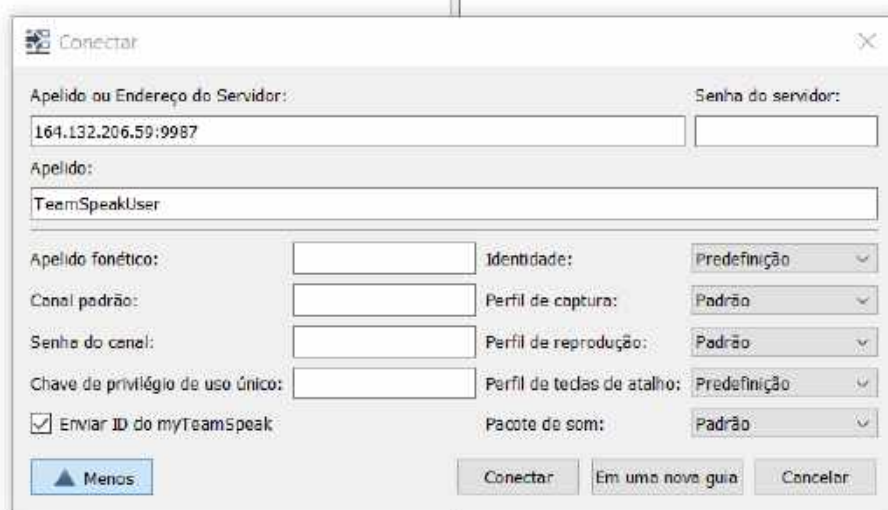 Conectar
Apelido ou Endereço do Servidor: Senha do servidor:
164.132.206.59:9987
Apelido:
TeamSpeakUser
Apelido fonético: Identidade: Predefinição
Canal padrão: Perfil de captura: Padrão
Senha do canal: Perfil de reprodução: Padrão
Chave de privilégio de uso único: Perfil de teclas de atalho: Predefinição
Enviar ID do myTeamSpeak Pacote de som: Padrão
Menos Conectar Em uma nova guia Cancelar